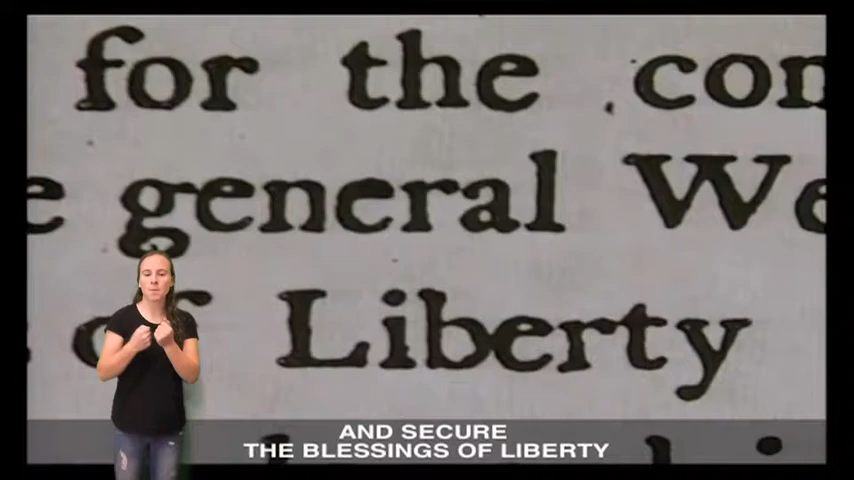 for the con
e general We
of Liberty
AND SECURE
THE BLESSINGS OF LIBERTY